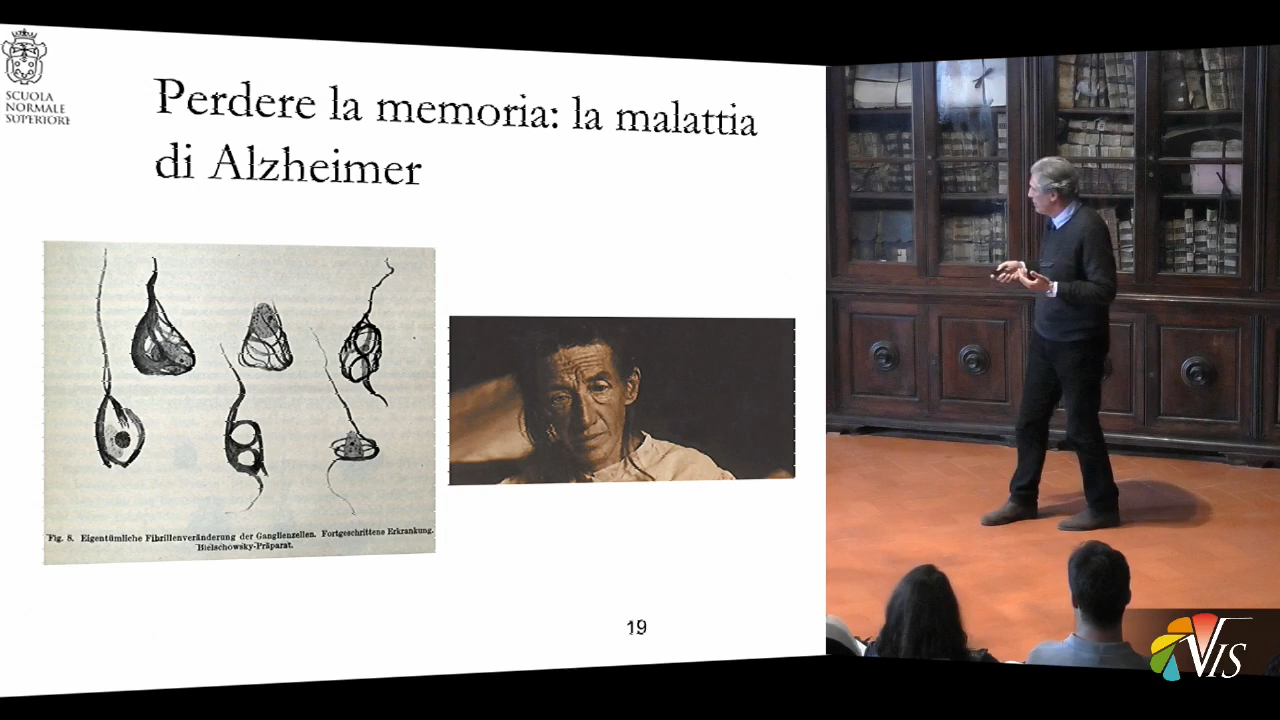 SCUOLA
NORMALE
SUPERIORE
Perdere la memoria: la malattia
di Alzheimer
Fig. 8. Eigentümliche Fibrillenveränderung der Ganglienzellen. Fortgeschrittene Erkrankung.
Bielschowsky-Präparat.
19
VIS